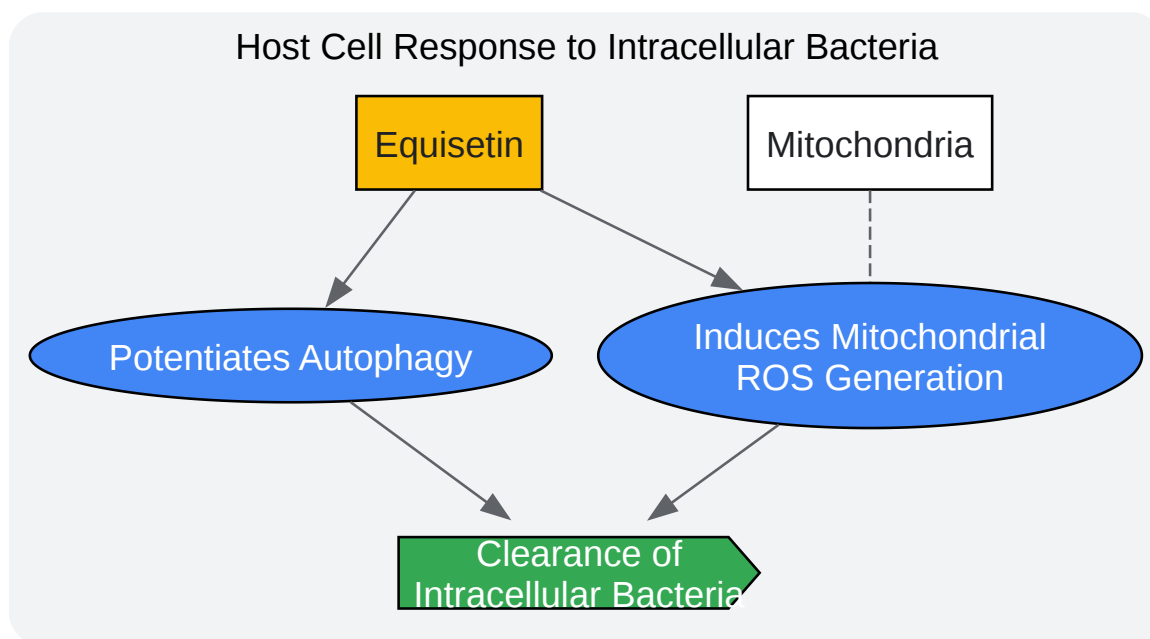 Host Cell Response to Intracellular Bacteria
Equisetin
Mitochondria
Potentiates Autophagy
Induces Mitochondrial
ROS Generation
Clearance of
Intracellular Bacteria